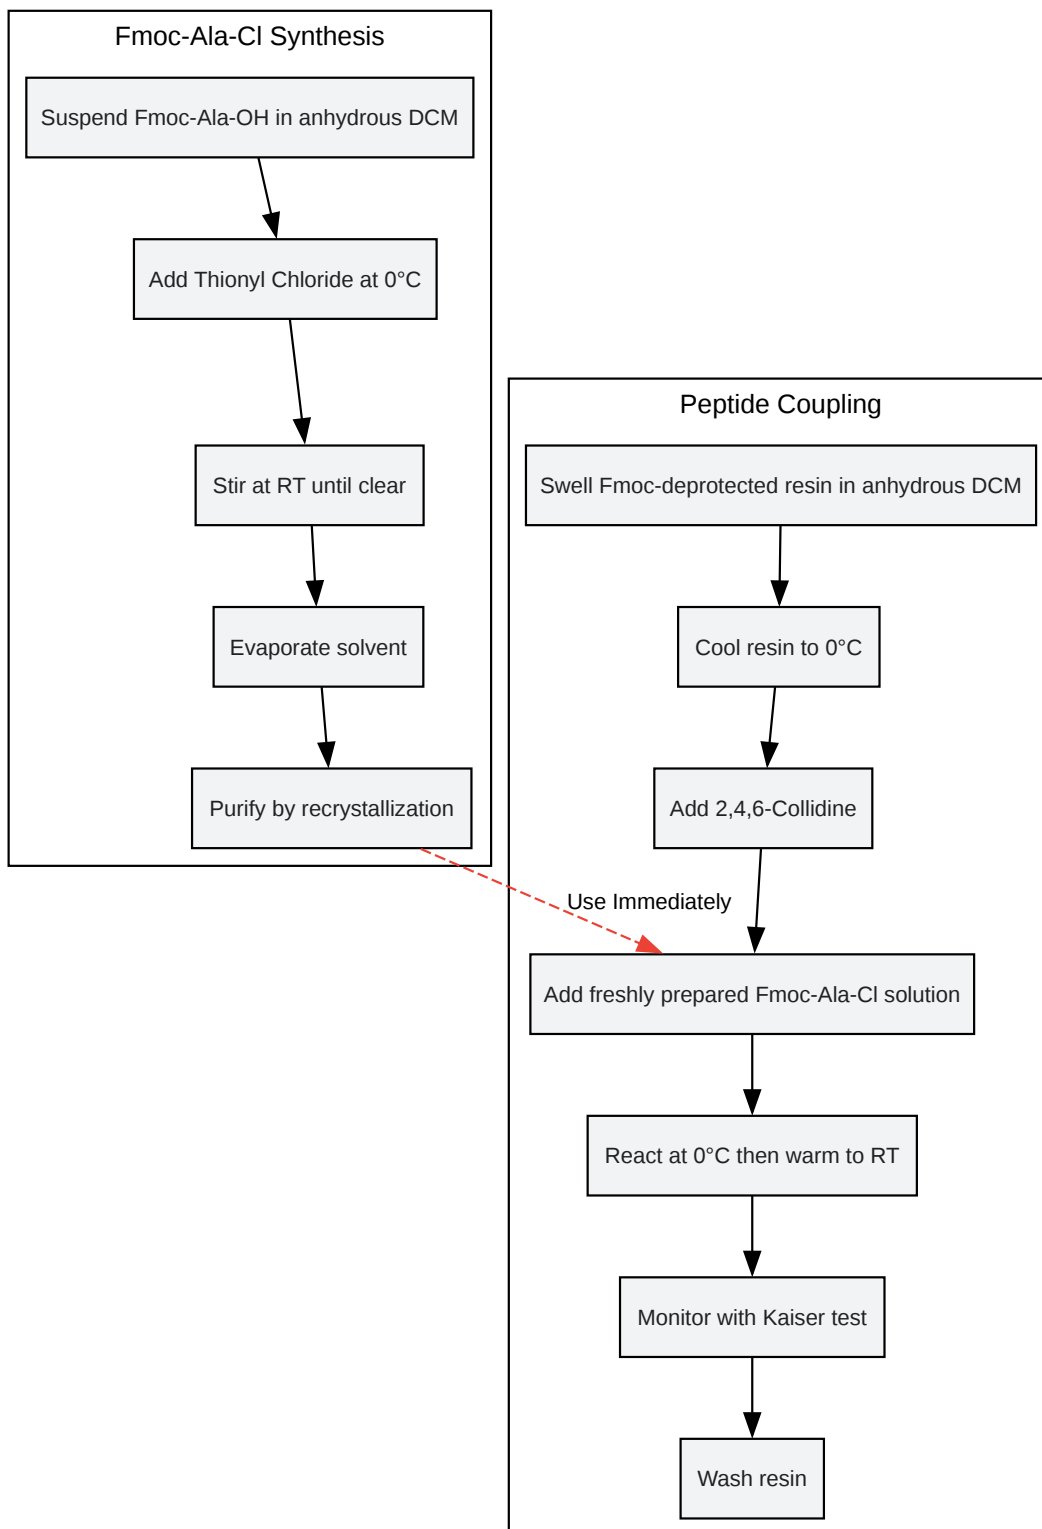 Fmoc-Ala-Cl Synthesis
Suspend Fmoc-Ala-OH in anhydrous DCM
Add Thionyl Chloride at 0°C
Stir at RT until clear
Evaporate solvent
Purify by recrystallization
Peptide Coupling
Swell Fmoc-deprotected resin in anhydrous DCM
Cool resin to 0°C
Add 2,4,6-Collidine
Use Immediately
Add freshly prepared Fmoc-Ala-Cl solution
React at 0°C then warm to RT
Monitor with Kaiser test
Wash resin